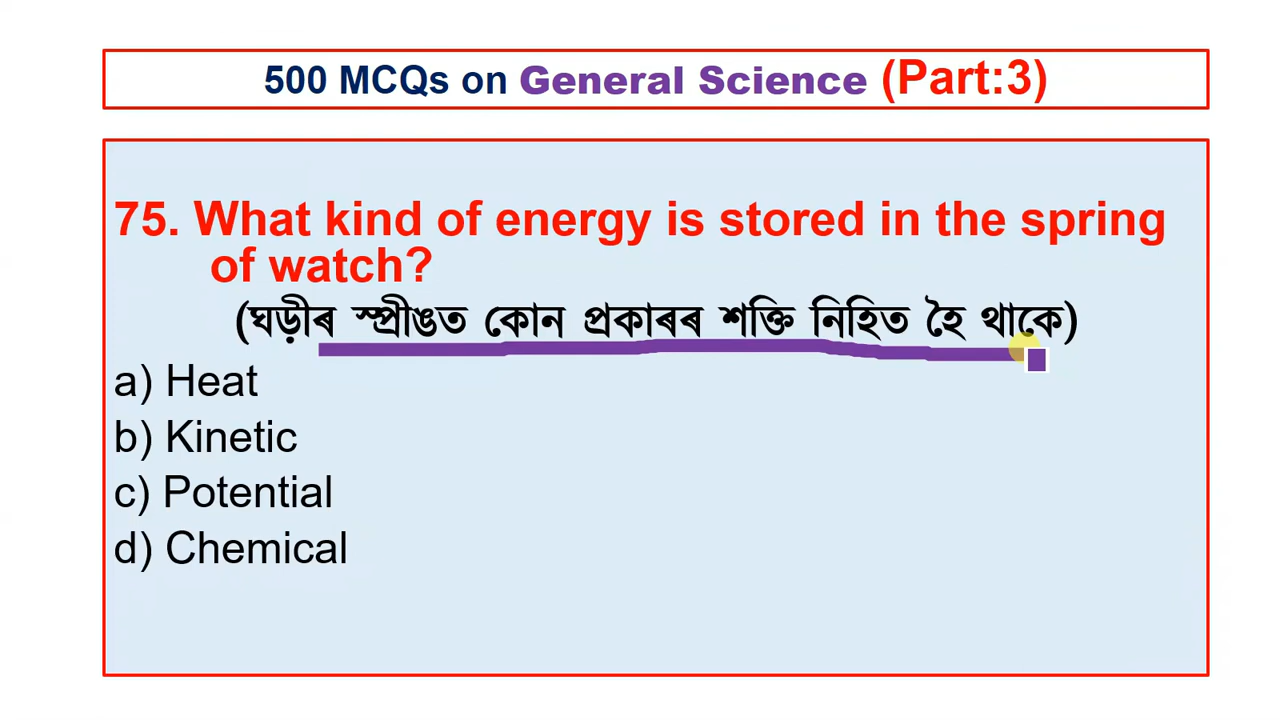 500 MCQs on General Science (Part:3)
75. What kind of energy is stored in the spring
of watch?
(ঘড়ীৰ স্প্ৰীঙত কোন প্ৰকাৰৰ শক্তি নিহিত হৈ থাকে)
a) Heat
b) Kinetic
c) Potential
d) Chemical